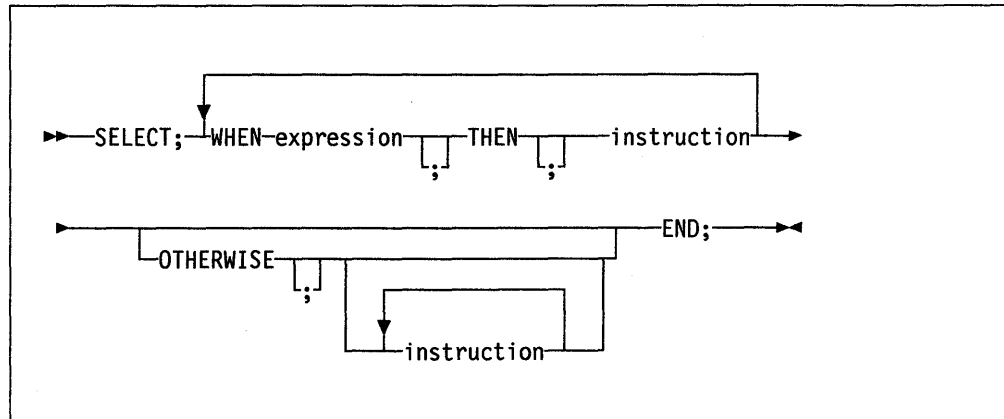 SELECT; WHEN expression ; THEN ; instruction
OTHERWISE ; END;
instruction